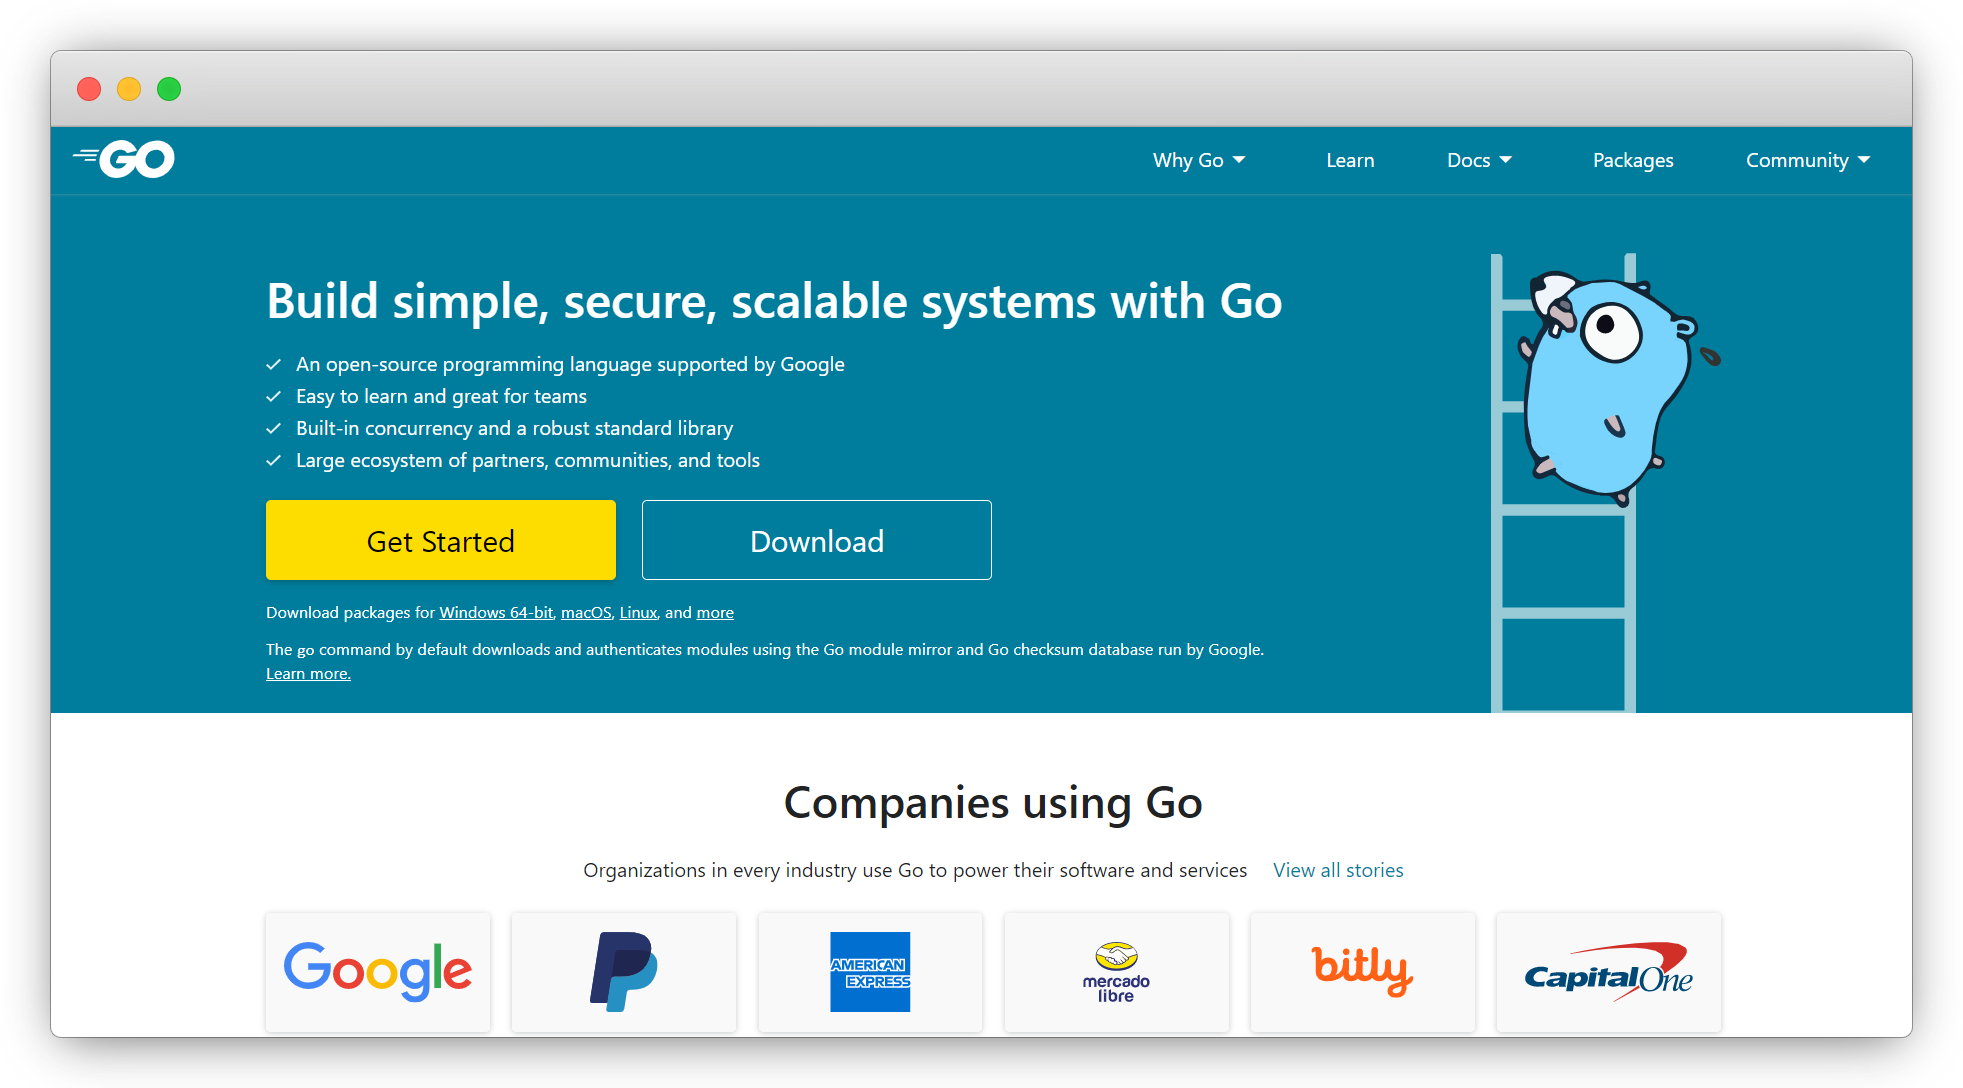 GO
Why Go
Learn
Docs
Packages
Community
Build simple, secure, scalable systems with Go
An open-source programming language supported by Google
Easy to learn and great for teams
Built-in concurrency and a robust standard library
Large ecosystem of partners, communities, and tools
Get Started
Download
Download packages for Windows 64-bit, macOS, Linux, and more
The go command by default downloads and authenticates modules using the Go module mirror and Go checksum database run by Google.
Learn more.
Companies using Go
Organizations in every industry use Go to power their software and services View all stories
Google
P
AMERICAN
EXPRESS
mercado
libre
bitly
CapitalOne